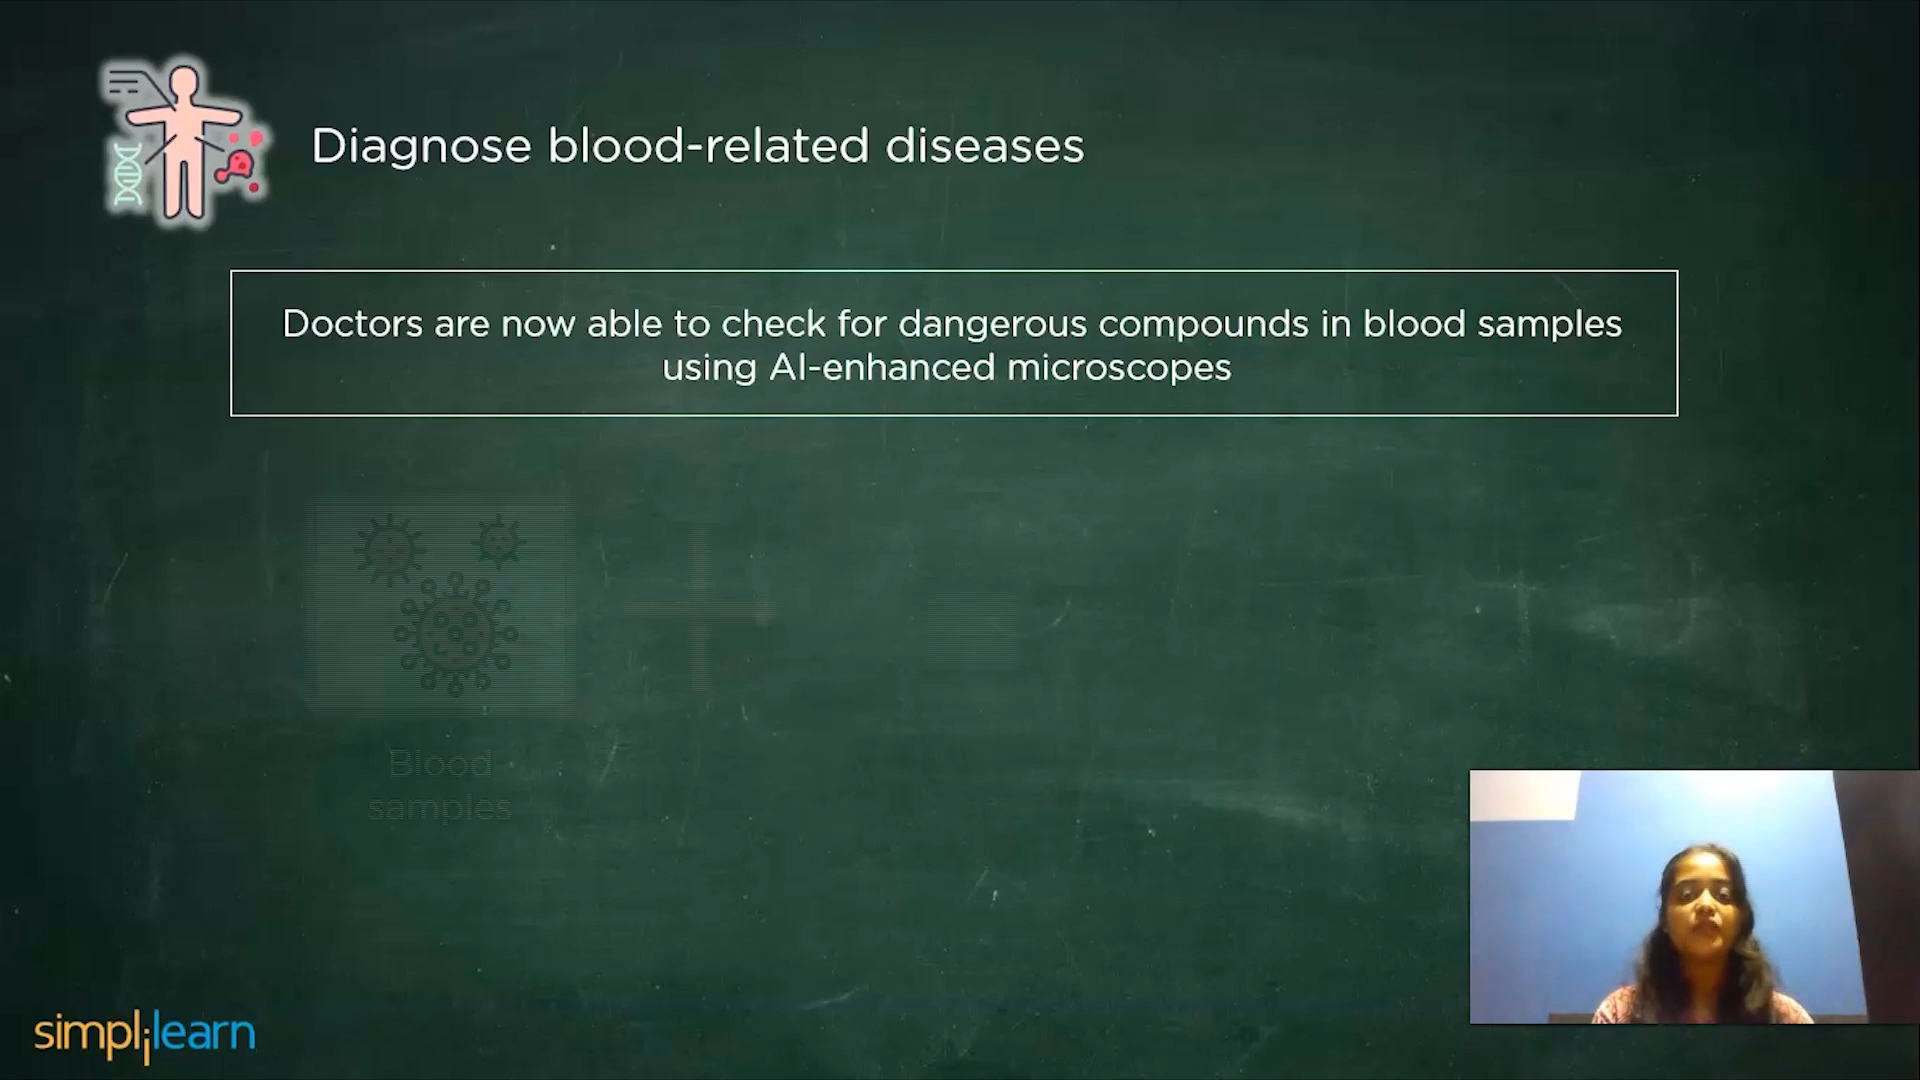 Diagnose blood-related diseases
Doctors are now able to check for dangerous compounds in blood samples
using AI-enhanced microscopes
Blood
samples
simplilearn